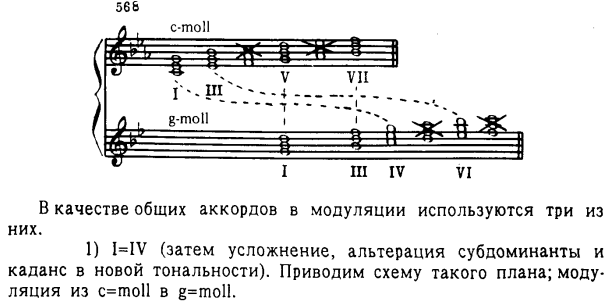 568
c-moll
I III V VII
g-moll
I III IV VI
В качестве общих аккордов в модуляции используются три из
них.
1) I=IV (затем усложнение, альтерация субдоминанты и
каданс в новой тональности). Приводим схему такого плана; моду-
ляция из c=moll в g=moll.